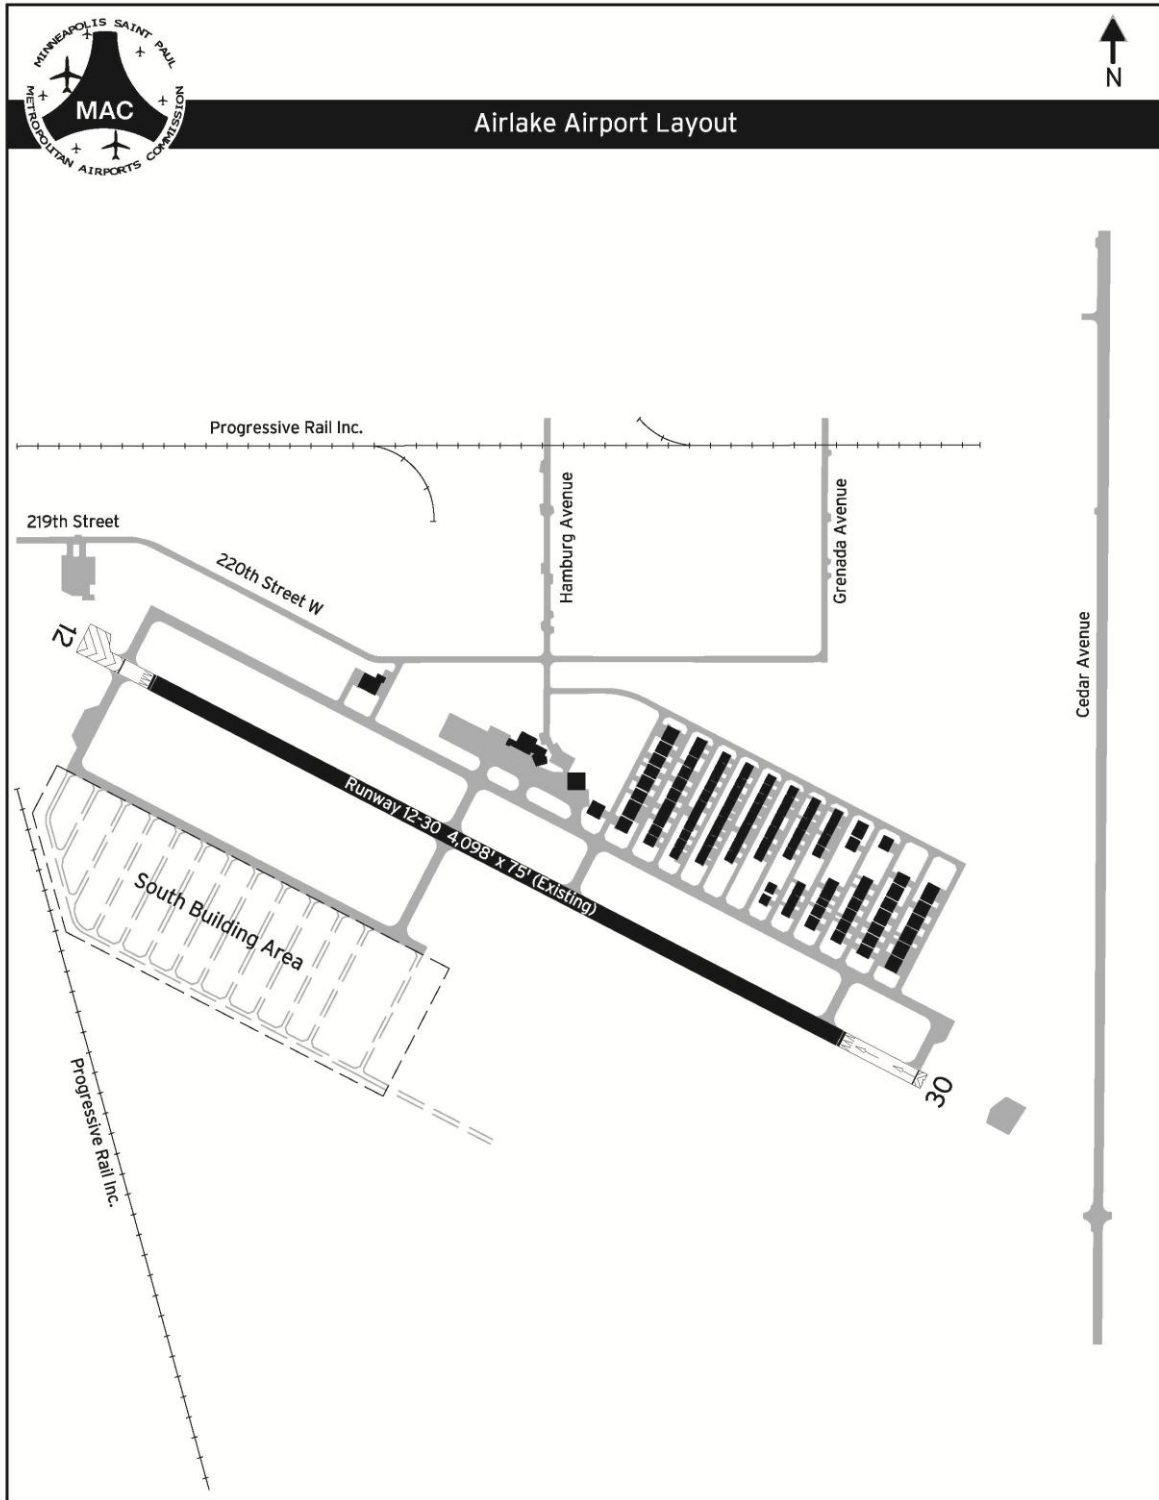 MINNEAPOLIS SAINT PAUL
METROPOLITAN AIRPORTS COMMISSION
MAC
N
Airlake Airport Layout
Progressive Rail Inc.
219th Street
220th Street W
Hamburg Avenue
Grenada Avenue
Cedar Avenue
12
Runway 12-30 4,098' x 75' (Existing)
South Building Area
30
Progressive Rail Inc.